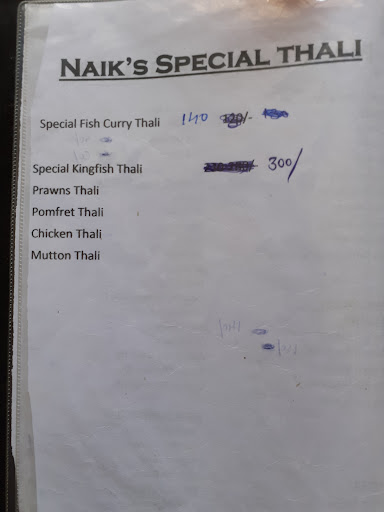 NAIK'S SPECIAL THALI
Special Fish Curry Thali 140
Special Kingfish Thali 300/
Prawns Thali
Pomfret Thali
Chicken Thali
Mutton Thali